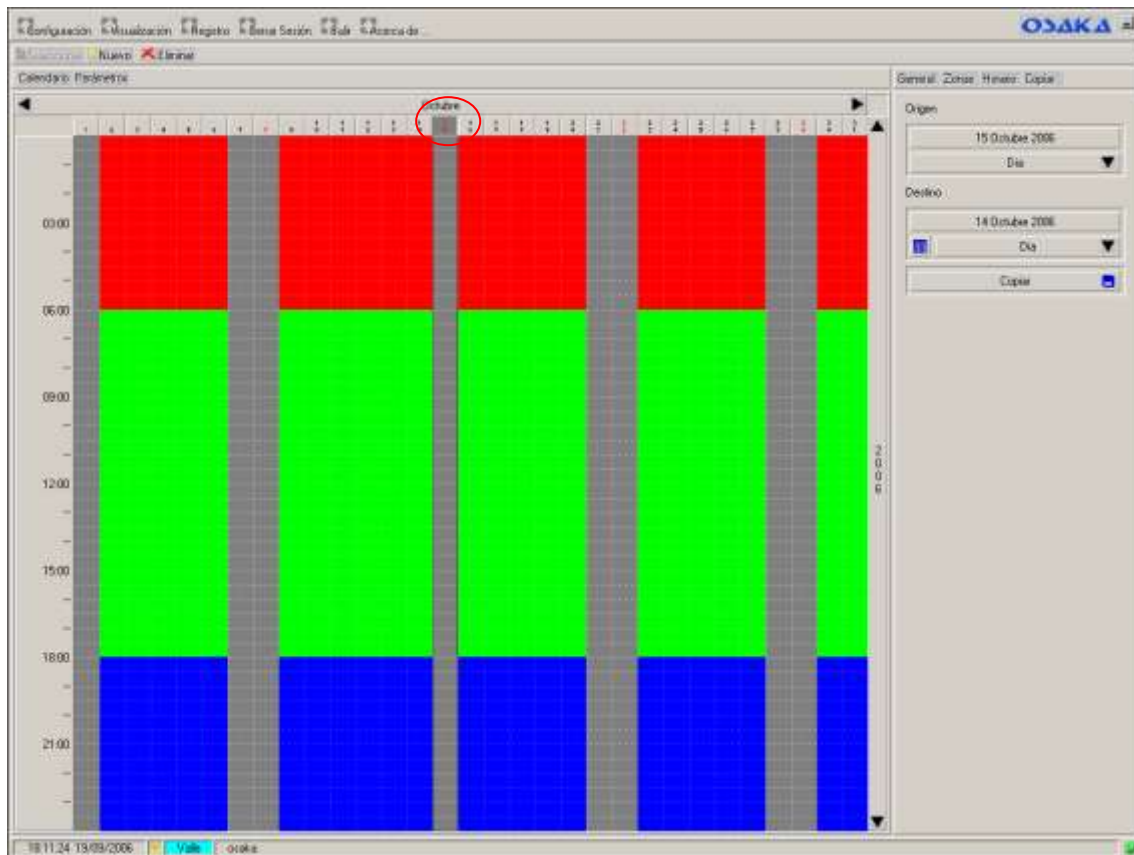 Configuración Visualización Registro Cerrar Sesión Salir Acerca de ...
OSAKA
Nuevo Eliminar
Calendario Parámetros
General Zonas Horario Copiar
Octubre
Origen
15 Octubre 2006
Dia
Destino
14 Octubre 2006
Dia
Copiar
03:00
06:00
09:00
12:00
15:00
18:00
21:00
2006
18:11:24 19/09/2006 Valle osaka